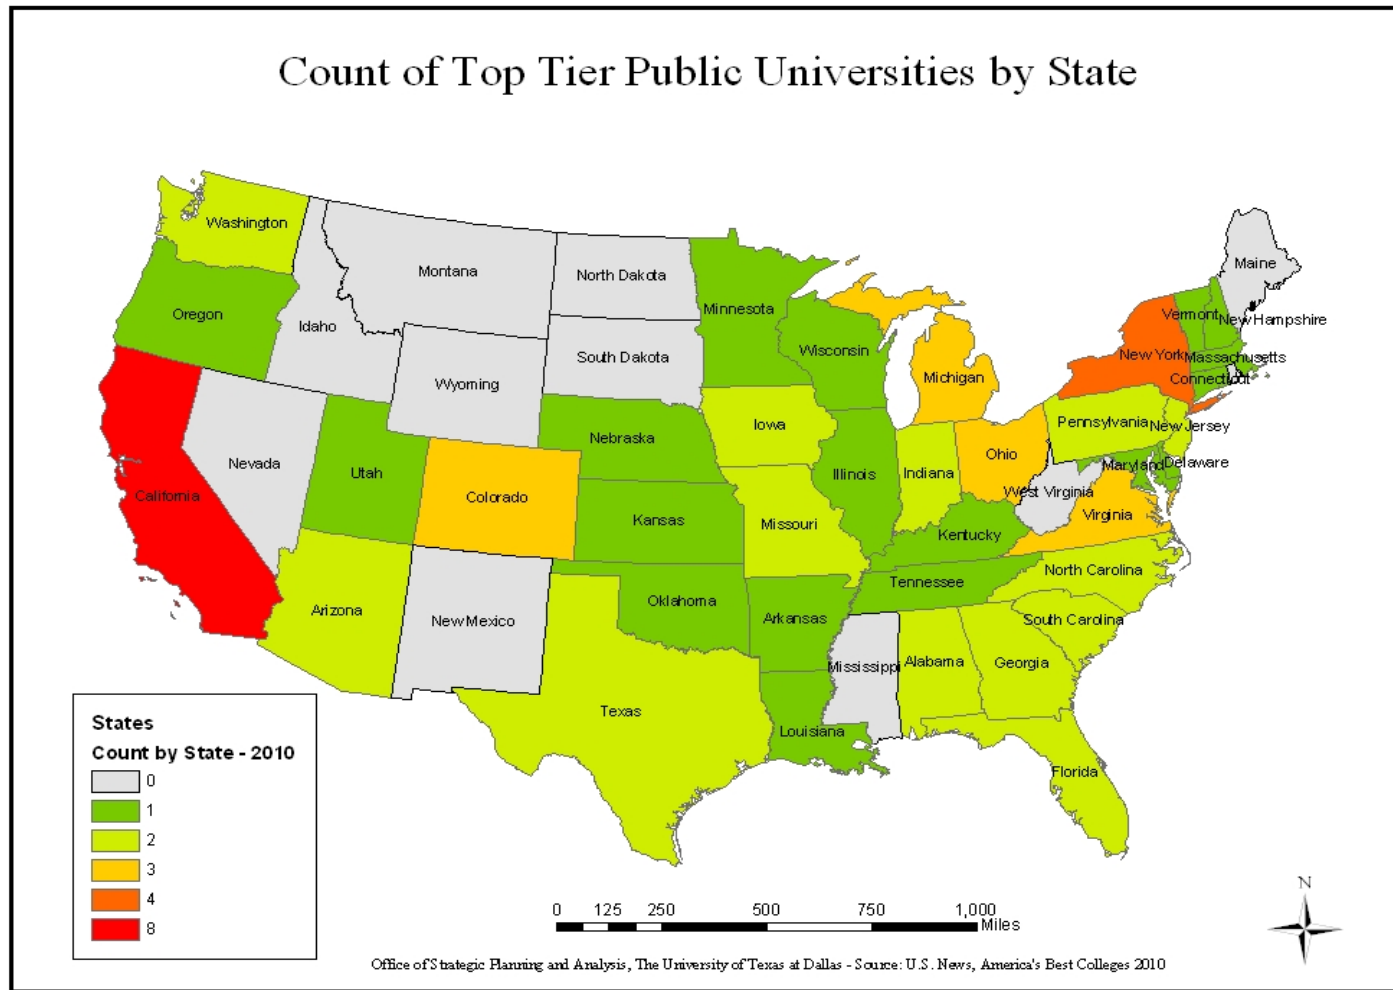 Count of Top Tier Public Universities by State
Washington
Montana
North Dakota
Minnesota
Maine
Oregon
Idaho
Vermont
New Hampshire
Wisconsin
South Dakota
New York
Massachusetts
Wyoming
Michigan
Connecticut
Iowa
Pennsylvania
New Jersey
Nebraska
Ohio
Nevada
Utah
Illinois
Indiana
Maryland
Delaware
California
Colorado
West Virginia
Kansas
Missouri
Virginia
Kentucky
North Carolina
Tennessee
Arizona
Oklahoma
Arkansas
New Mexico
South Carolina
Mississippi
Alabama
Georgia
Texas
Louisiana
Florida
States
Count by State - 2010
0
1
2
3
4
8
0 125 250 500 750 1,000
Miles
N
Office of Strategic Planning and Analysis, The University of Texas at Dallas - Source: U.S. News, America's Best Colleges 2010